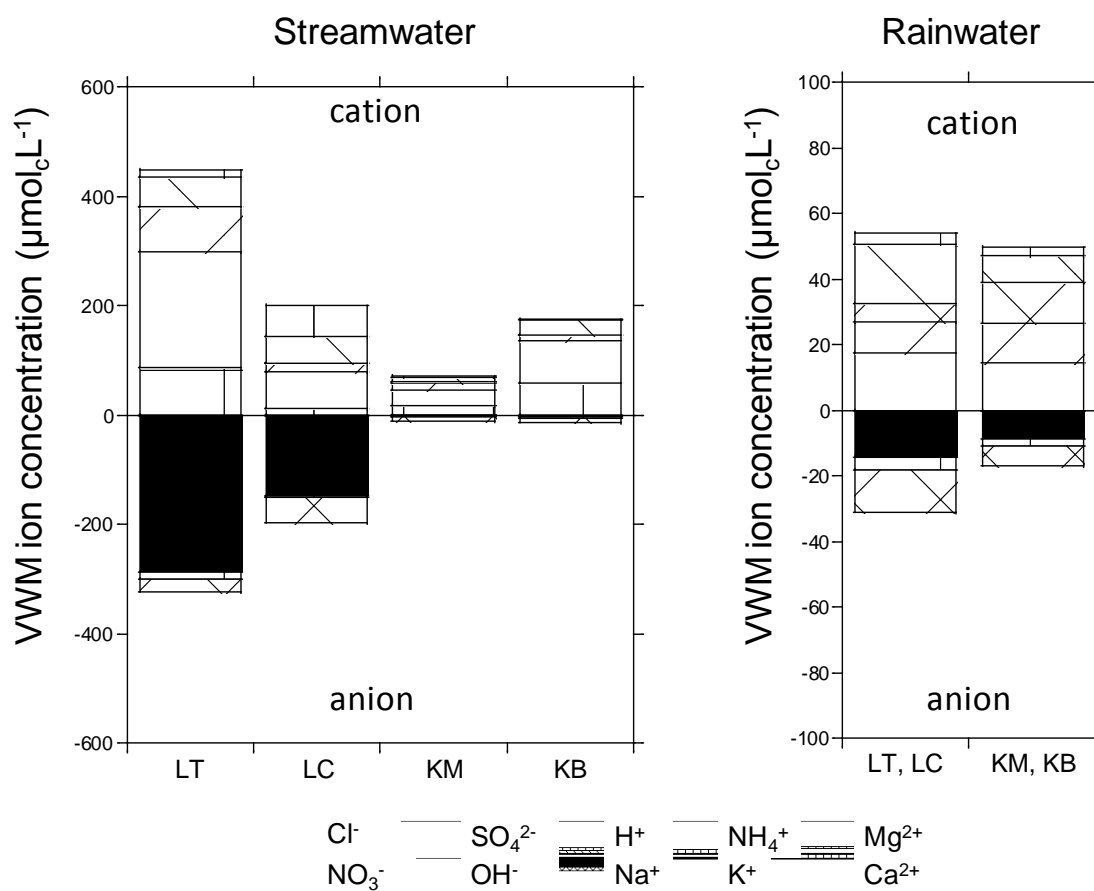 Streamwater
Rainwater
VWM ion concentration (µmol_cL⁻¹)
600
400
200
0
-200
-400
-600
cation
anion
LT
LC
KM
KB
VWM ion concentration (µmol_cL⁻¹)
100
80
60
40
20
0
-20
-40
-60
-80
-100
cation
anion
LT, LC
KM, KB
Cl⁻ SO₄²⁻ H⁺ NH₄⁺ Mg²⁺
NO₃⁻ OH⁻ Na⁺ K⁺ Ca²⁺